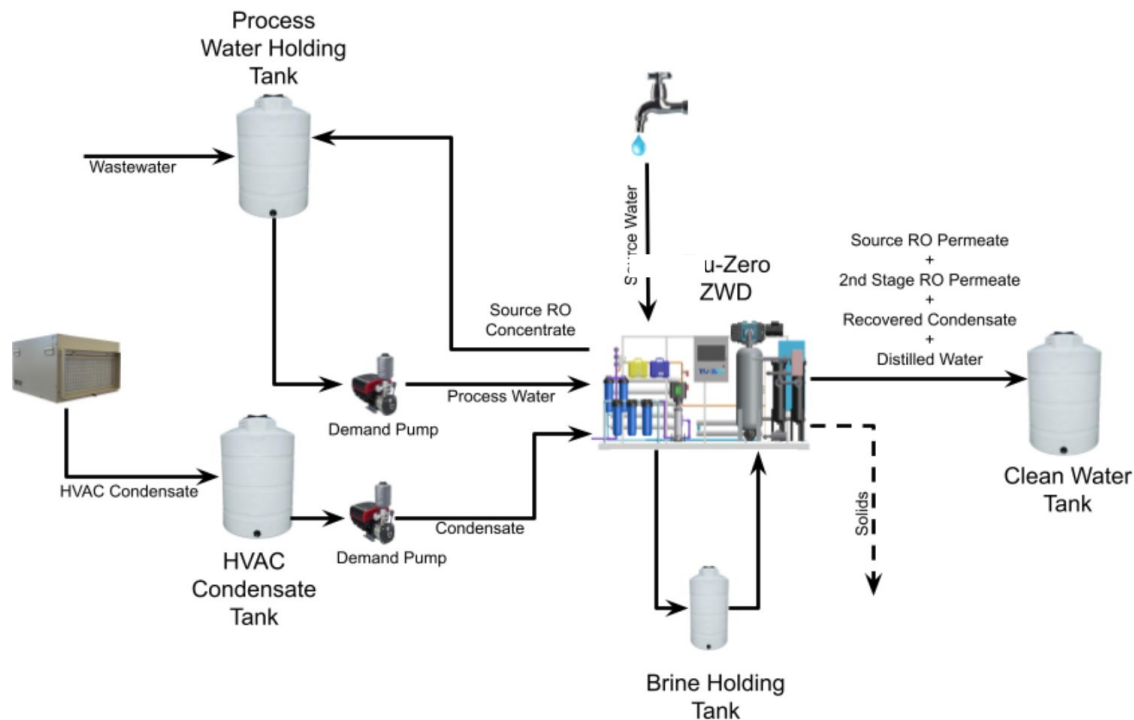 Process
Water Holding
Tank
Wastewater
Source Water
u-Zero
ZWD
Source RO
Concentrate
Source RO Permeate
+
2nd Stage RO Permeate
+
Recovered Condensate
+
Distilled Water
Process Water
Demand Pump
HVAC Condensate
Condensate
Demand Pump
HVAC
Condensate
Tank
Clean Water
Tank
Solids
Brine Holding
Tank